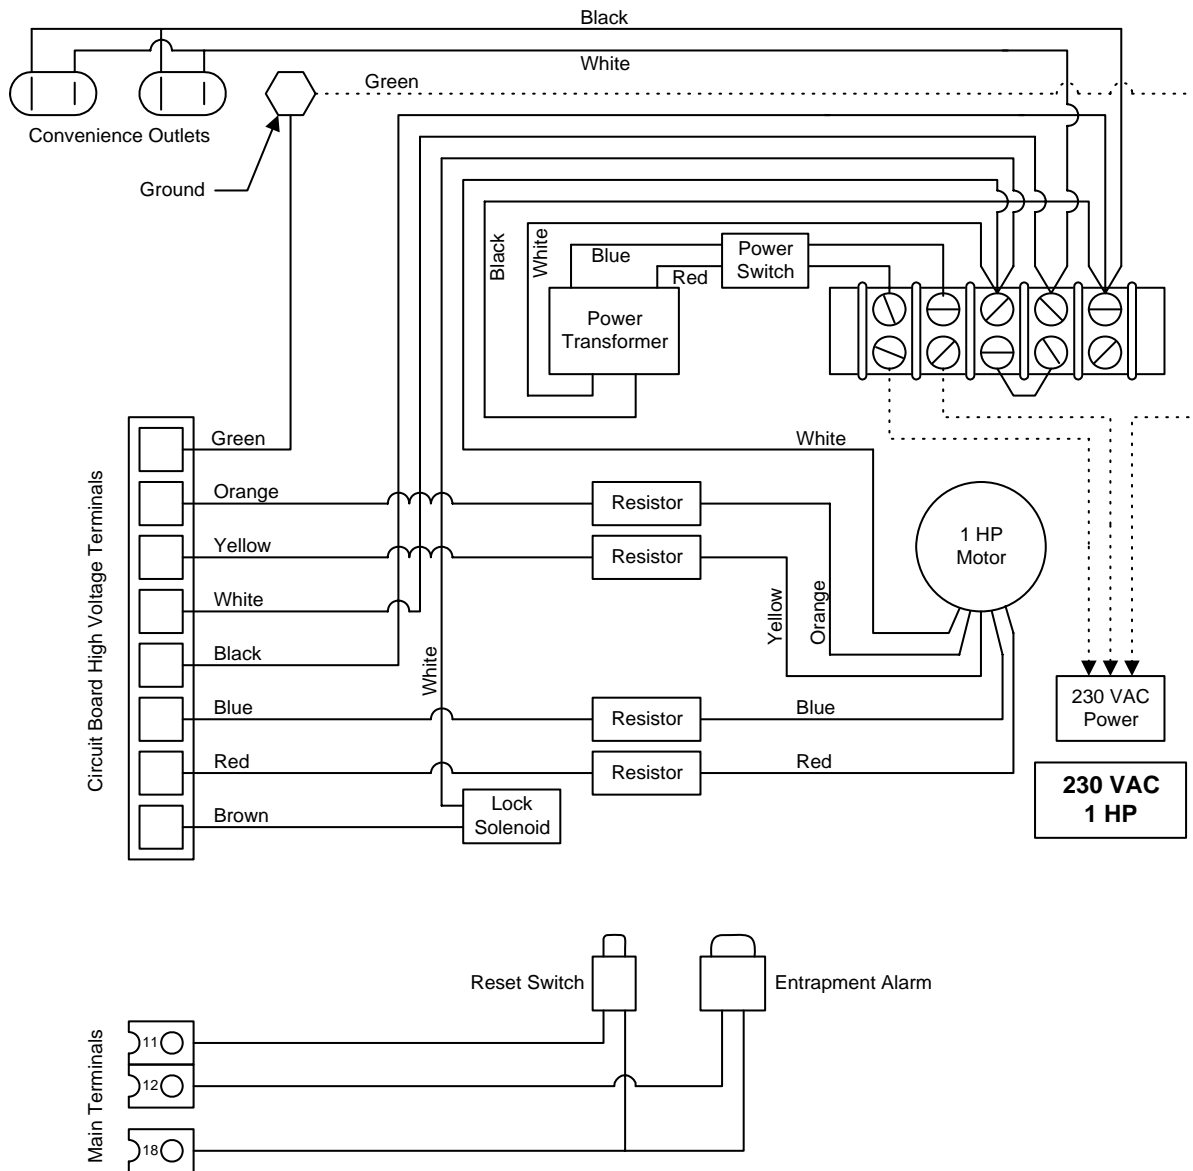 Black
White
Green
Convenience Outlets
Ground
Black
White
Blue
Red
Power
Switch
Power
Transformer
Circuit Board High Voltage Terminals
Green
Orange
Yellow
White
Black
Blue
Red
Brown
White
Resistor
Resistor
Resistor
Resistor
Lock
Solenoid
White
Yellow
Orange
Blue
Red
1 HP
Motor
230 VAC
Power
230 VAC
1 HP
Reset Switch
Entrapment Alarm
Main Terminals
11
12
18